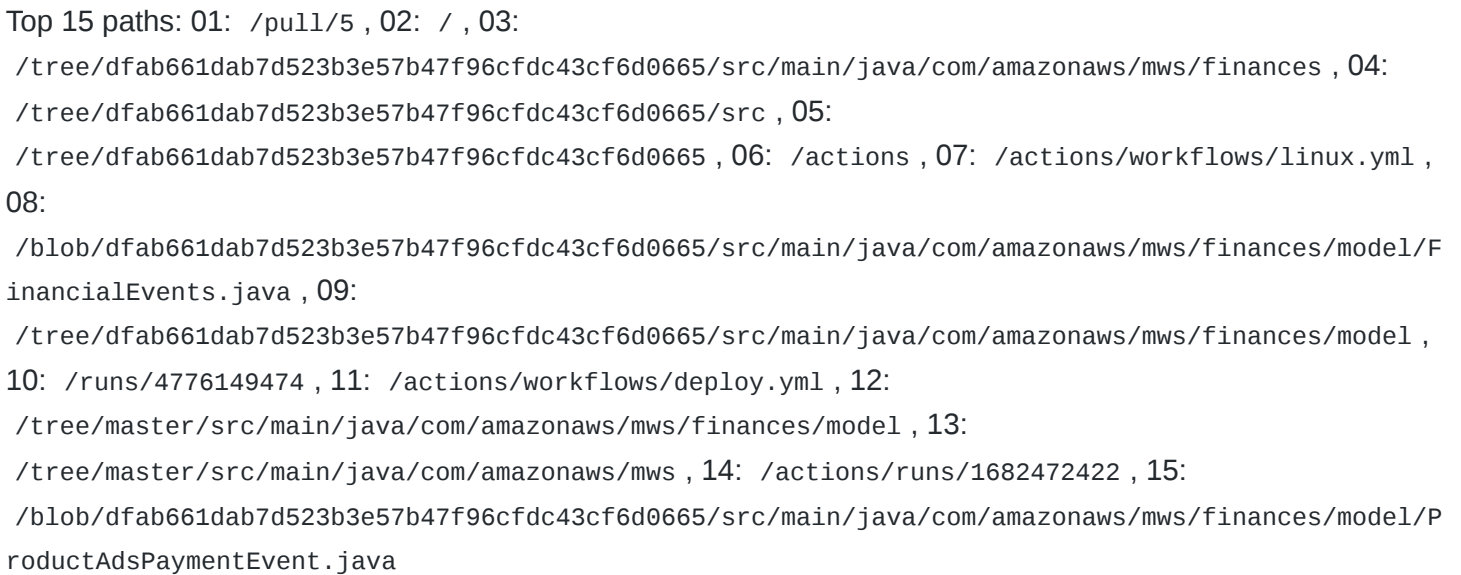 Top 15 paths: 01: /pull/5 , 02: / , 03:
/tree/dfab661dab7d523b3e57b47f96cfdc43cf6d0665/src/main/java/com/amazonaws/mws/finances , 04:
/tree/dfab661dab7d523b3e57b47f96cfdc43cf6d0665/src , 05:
/tree/dfab661dab7d523b3e57b47f96cfdc43cf6d0665 , 06: /actions , 07: /actions/workflows/linux.yml ,
08:
/blob/dfab661dab7d523b3e57b47f96cfdc43cf6d0665/src/main/java/com/amazonaws/mws/finances/model/F
inancialEvents.java , 09:
/tree/dfab661dab7d523b3e57b47f96cfdc43cf6d0665/src/main/java/com/amazonaws/mws/finances/model ,
10: /runs/4776149474 , 11: /actions/workflows/deploy.yml , 12:
/tree/master/src/main/java/com/amazonaws/mws/finances/model , 13:
/tree/master/src/main/java/com/amazonaws/mws , 14: /actions/runs/1682472422 , 15:
/blob/dfab661dab7d523b3e57b47f96cfdc43cf6d0665/src/main/java/com/amazonaws/mws/finances/model/P
roductAdsPaymentEvent.java